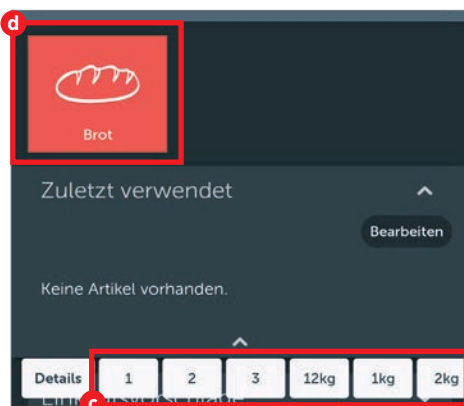 d
Brot
Zuletzt verwendet
Bearbeiten
Keine Artikel vorhanden.
Details 1 2 3 12kg 1kg 2kg
c